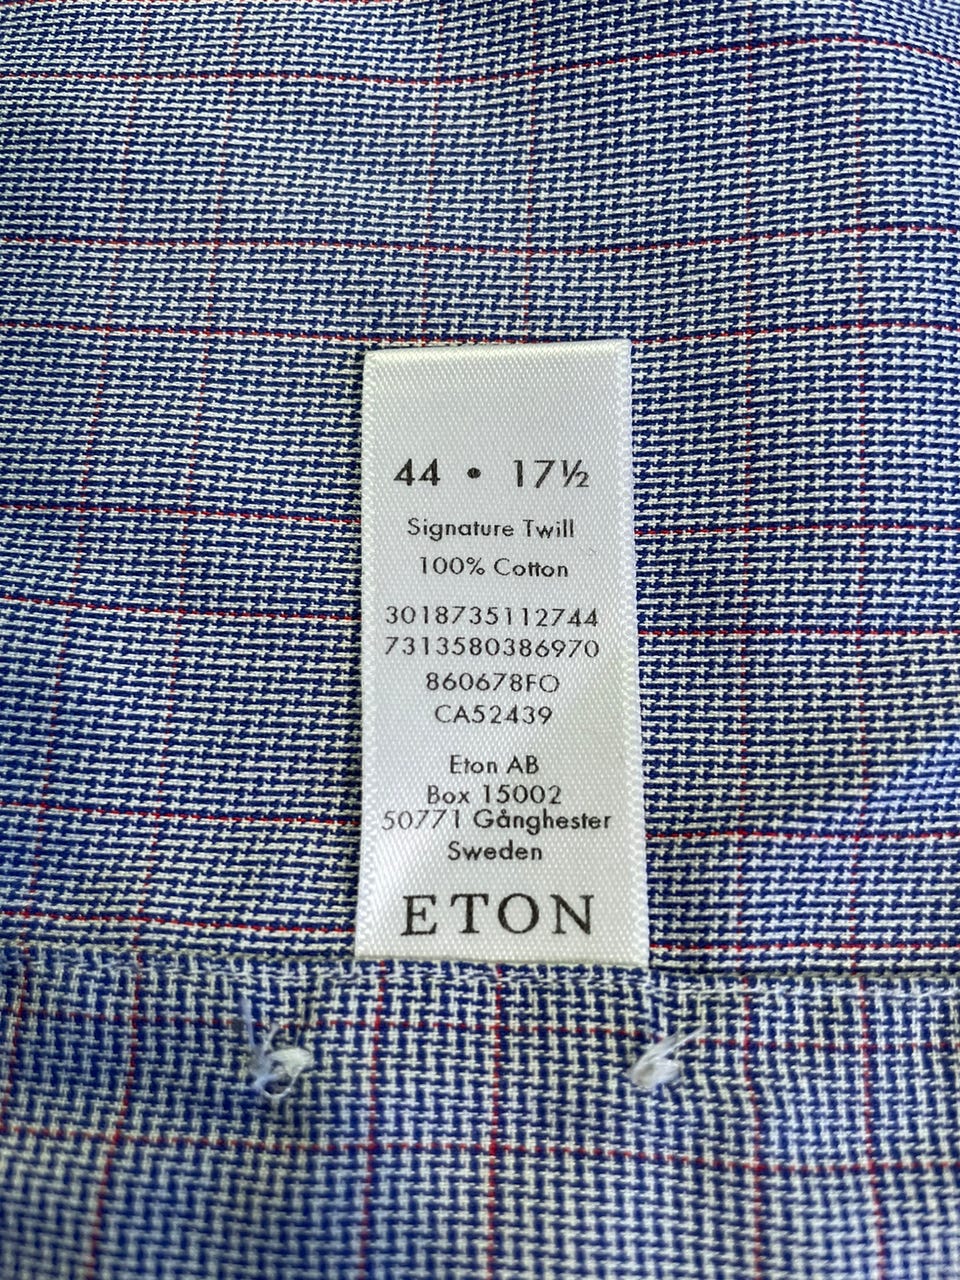 44 • 17½
Signature Twill
100% Cotton
3018735112744
7313580386970
860678FO
CA52439
Eton AB
Box 15002
50771 Gånghester
Sweden
ETON